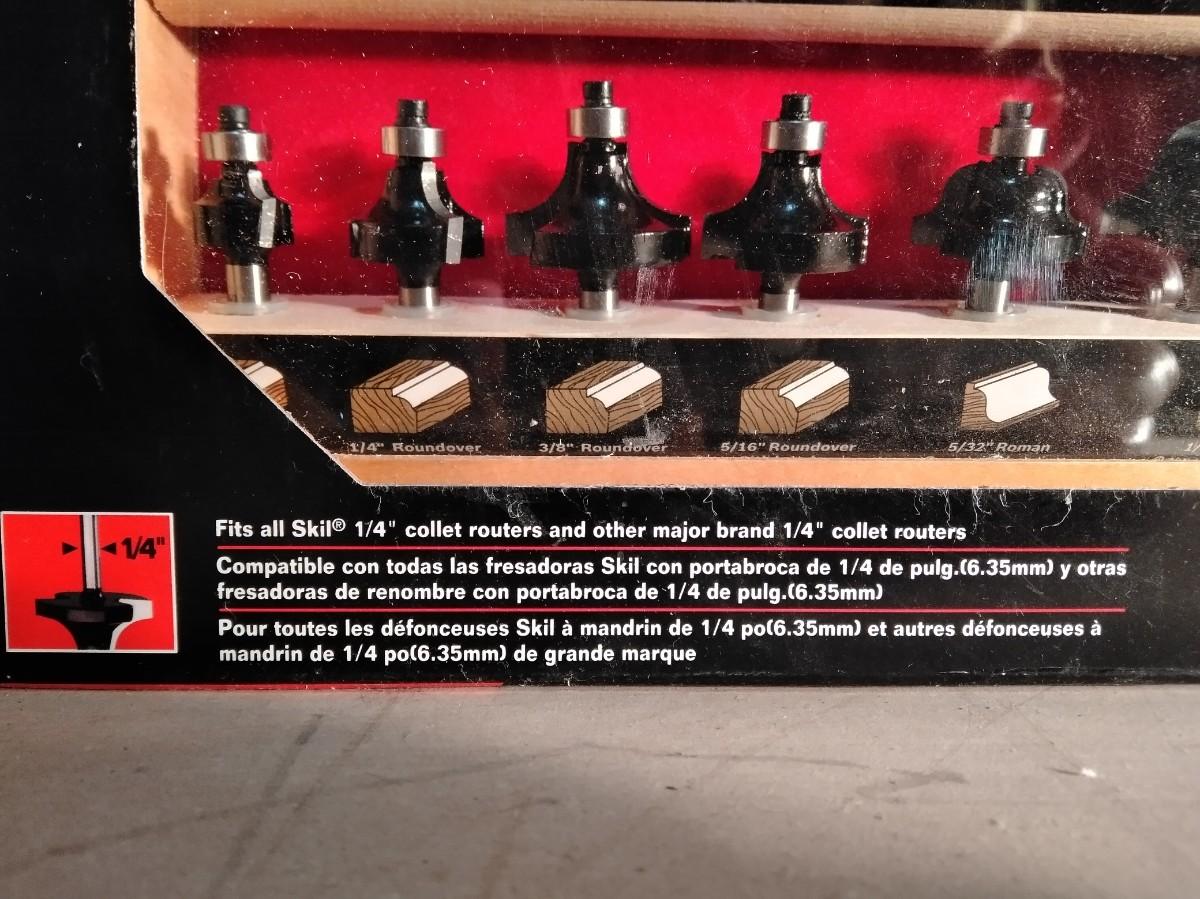 1/4" Roundover
3/8" Roundover
5/16" Roundover
5/32" Roman
1/4"
Fits all Skil® 1/4" collet routers and other major brand 1/4" collet routers
Compatible con todas las fresadoras Skil con portabroca de 1/4 de pulg.(6.35mm) y otras
fresadoras de renombre con portabroca de 1/4 de pulg.(6.35mm)
Pour toutes les défonceuses Skil à mandrin de 1/4 po(6.35mm) et autres défonceuses à
mandrin de 1/4 po(6.35mm) de grande marque